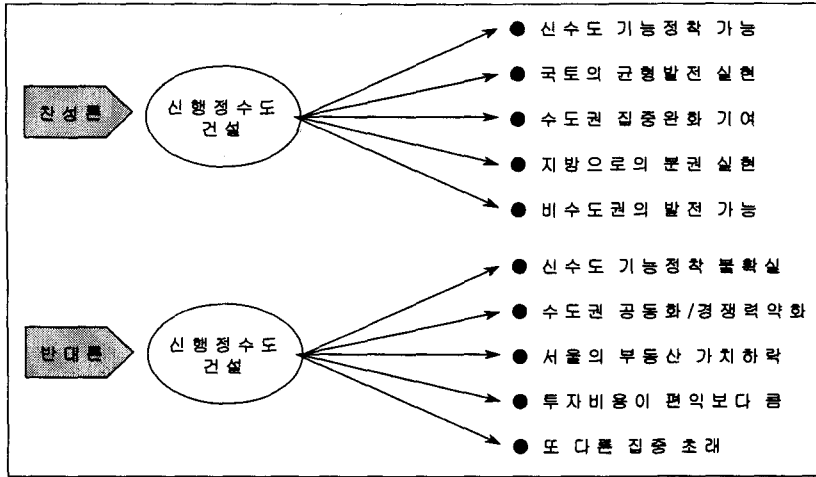 찬성론
신행정수도
건설
● 신수도 기능정착 가능
● 국토의 균형발전 실현
● 수도권 집중완화 기여
● 지방으로의 분권 실현
● 비수도권의 발전 가능
반대론
신행정수도
건설
● 신수도 기능정착 불확실
● 수도권 공동화/경쟁력약화
● 서울의 부동산 가치하락
● 투자비용이 편익보다 큼
● 또 다른 집중 초래